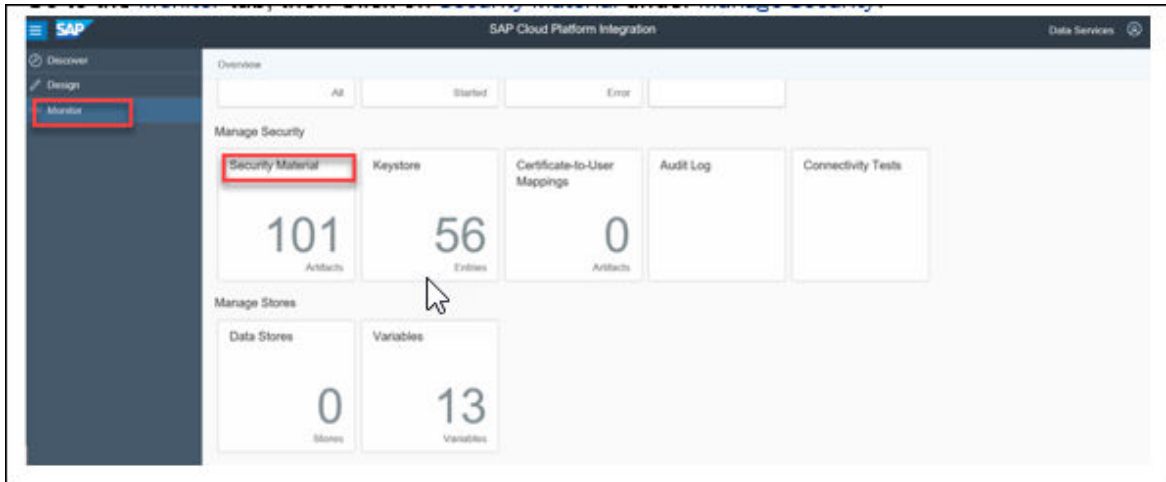 SAP
SAP Cloud Platform Integration
Data Services
Discover
Design
Monitor
Overview
All
Started
Error
Manage Security
Security Material
Keystore
Certificate-to-User
Mappings
Audit Log
Connectivity Tests
101
56
0
Artifacts
Entries
Artifacts
Manage Stores
Data Stores
Variables
0
13
Stores
Variables